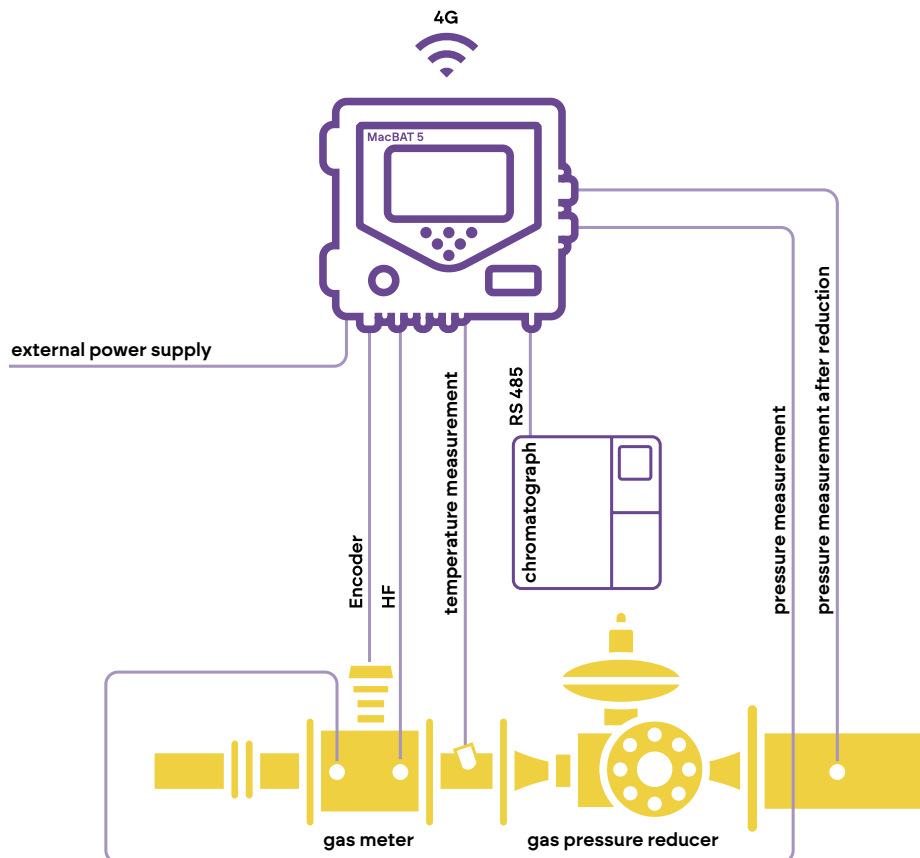 4G
MacBAT 5
external power supply
Encoder
HF
temperature measurement
RS 485
chromatograph
pressure measurement
pressure measurement after reduction
gas meter
gas pressure reducer